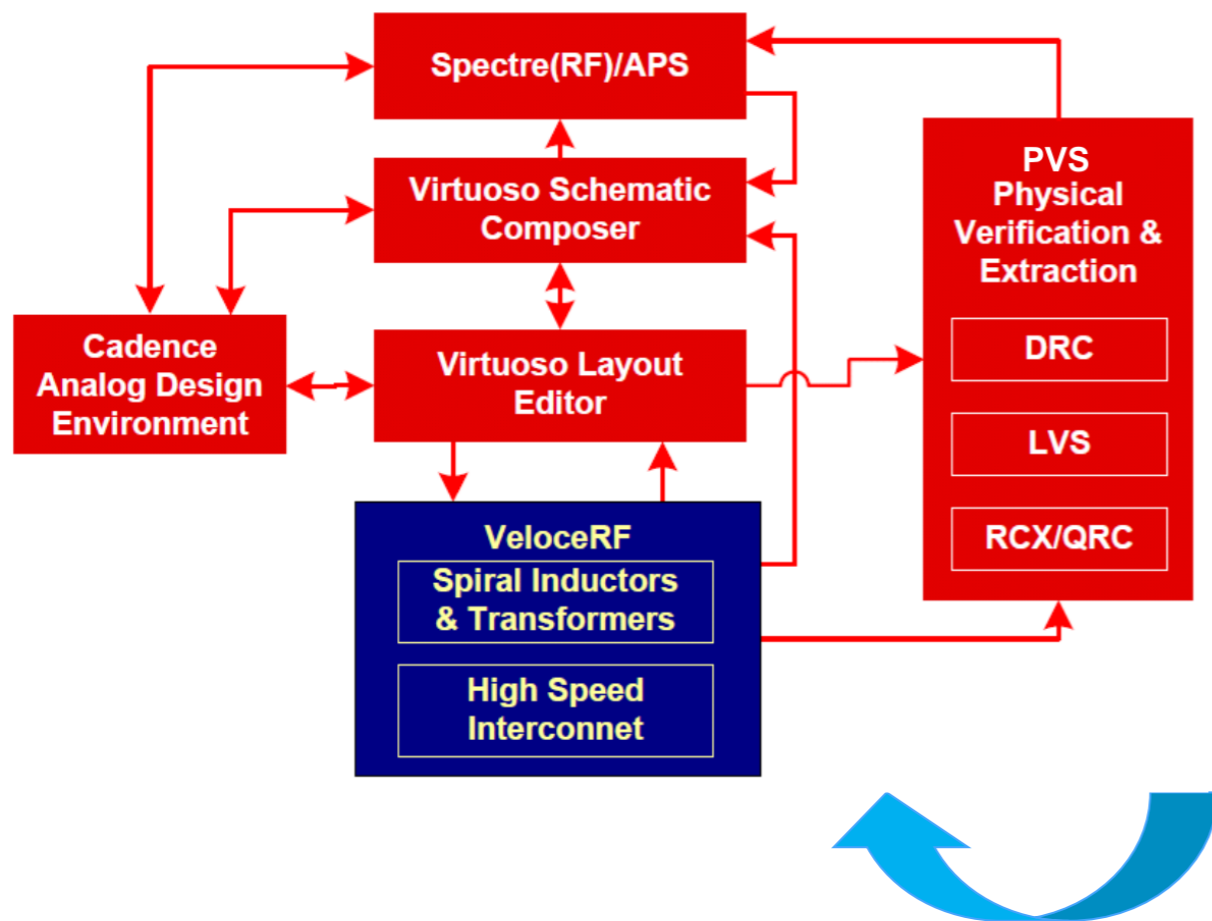 Spectre(RF)/APS
Virtuoso Schematic
Composer
Cadence
Analog Design
Environment
Virtuoso Layout
Editor
VeloceRF
Spiral Inductors
& Transformers
High Speed
Interconnet
PVS
Physical
Verification &
Extraction
DRC
LVS
RCX/QRC